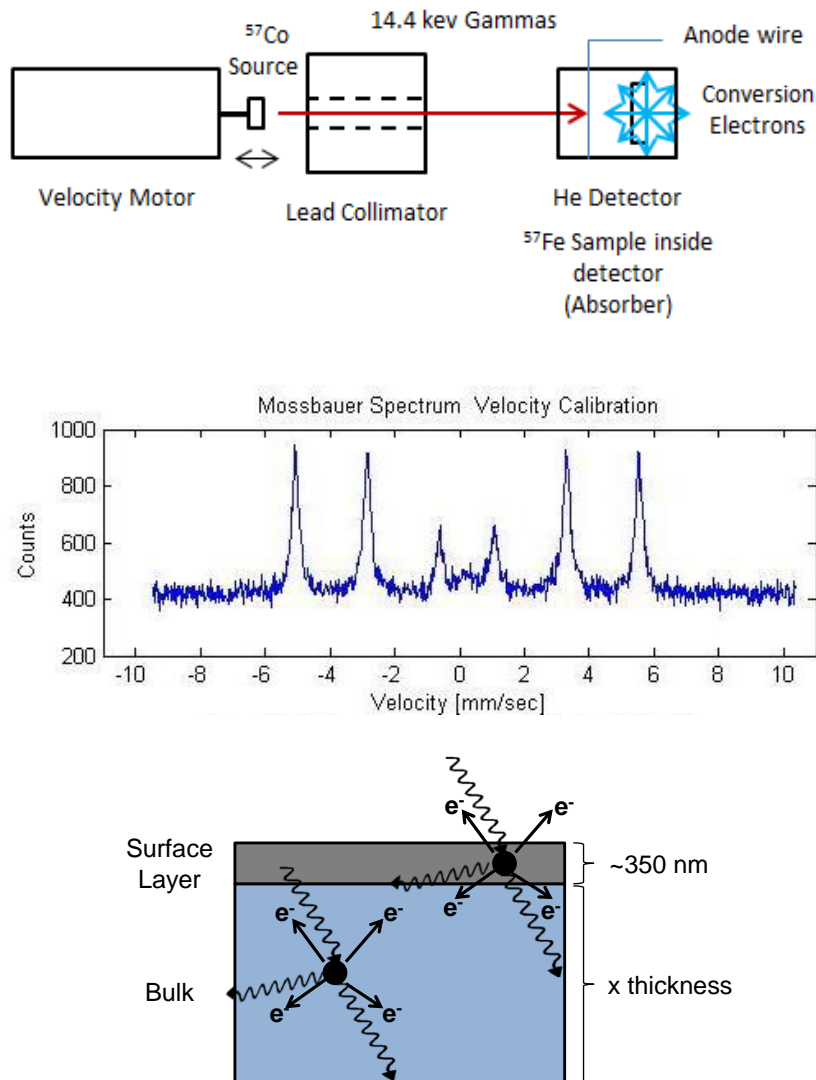 14.4 kev Gammas
⁵⁷Co
Source
Anode wire
Conversion
Electrons
Velocity Motor
Lead Collimator
He Detector
⁵⁷Fe Sample inside
detector
(Absorber)
Mossbauer Spectrum Velocity Calibration
1000
800
600
400
200
Counts
-10 -8 -6 -4 -2 0 2 4 6 8 10
Velocity [mm/sec]
Surface
Layer
e⁻ e⁻
~350 nm
e⁻ e⁻
e⁻ e⁻
Bulk
x thickness
e⁻ e⁻